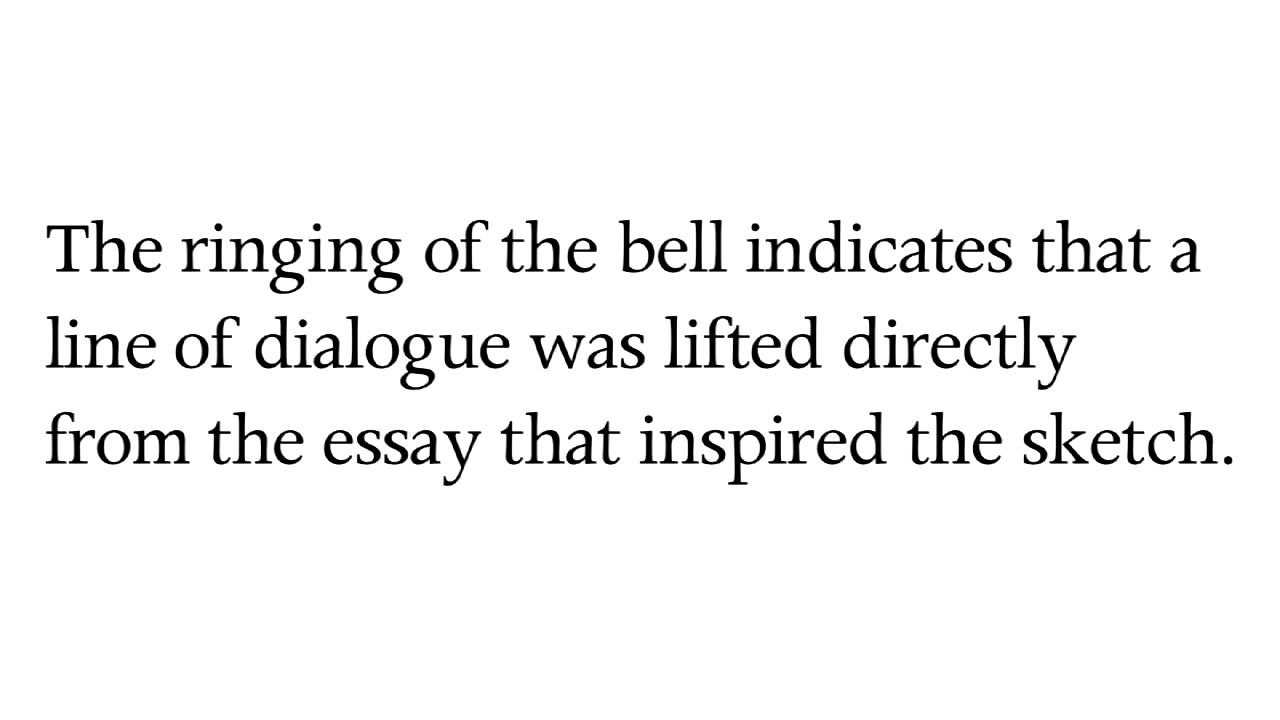 The ringing of the bell indicates that a
line of dialogue was lifted directly
from the essay that inspired the sketch.